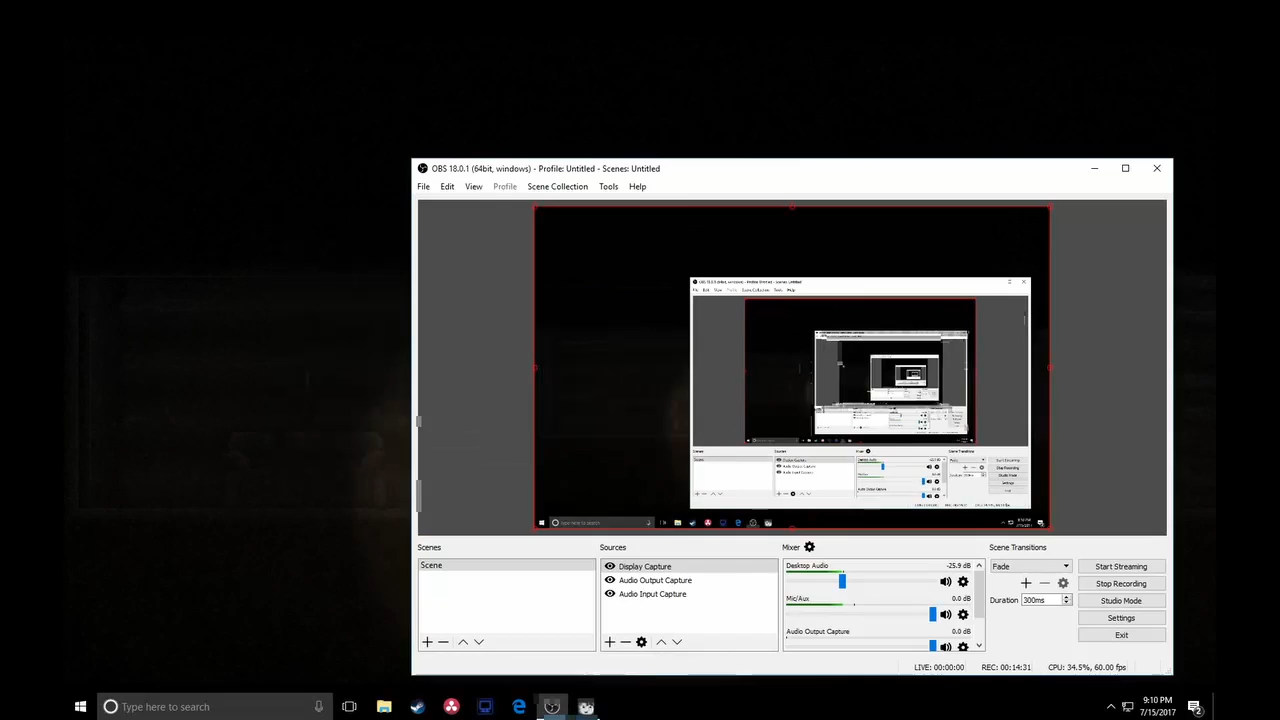 OBS 18.0.1 (64bit, windows) - Profile: Untitled - Scenes: Untitled
File Edit View Profile Scene Collection Tools Help
Scenes
Sources
Mixer
Scene Transitions
Scene
Display Capture
Audio Output Capture
Audio Input Capture
Desktop Audio -25.9 dB
Mic/Aux 0.0 dB
Audio Output Capture 0.0 dB
Fade
Duration 300ms
Start Streaming
Stop Recording
Studio Mode
Settings
Exit
LIVE: 00:00:00 REC: 00:14:31 CPU: 34.5%, 60.00 fps
Type here to search
9:10 PM
7/15/2017
2